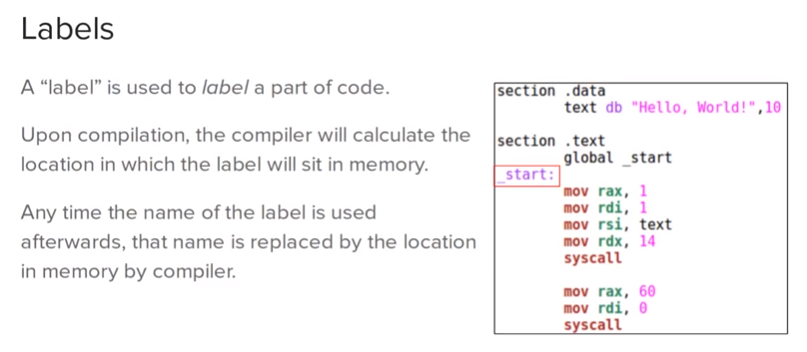 Labels
A “label” is used to label a part of code.
Upon compilation, the compiler will calculate the
location in which the label will sit in memory.
Any time the name of the label is used
afterwards, that name is replaced by the location
in memory by compiler.
section .data
        text db "Hello, World!",10
section .text
        global _start
_start:
        mov rax, 1
        mov rdi, 1
        mov rsi, text
        mov rdx, 14
        syscall
        mov rax, 60
        mov rdi, 0
        syscall